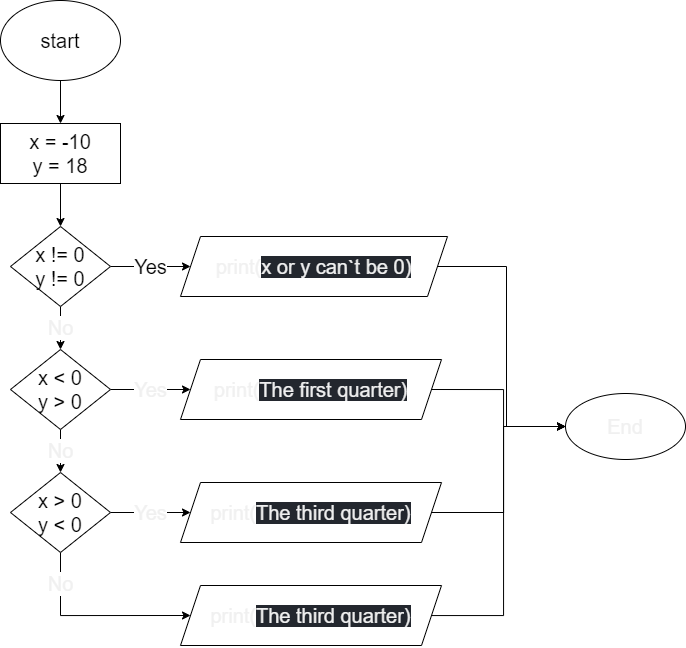 start
x = -10
y = 18
x != 0
y != 0
Yes
print(x or y can`t be 0)
No
x < 0
y > 0
Yes
print(The first quarter)
End
No
x > 0
y < 0
Yes
print(The third quarter)
No
print(The third quarter)